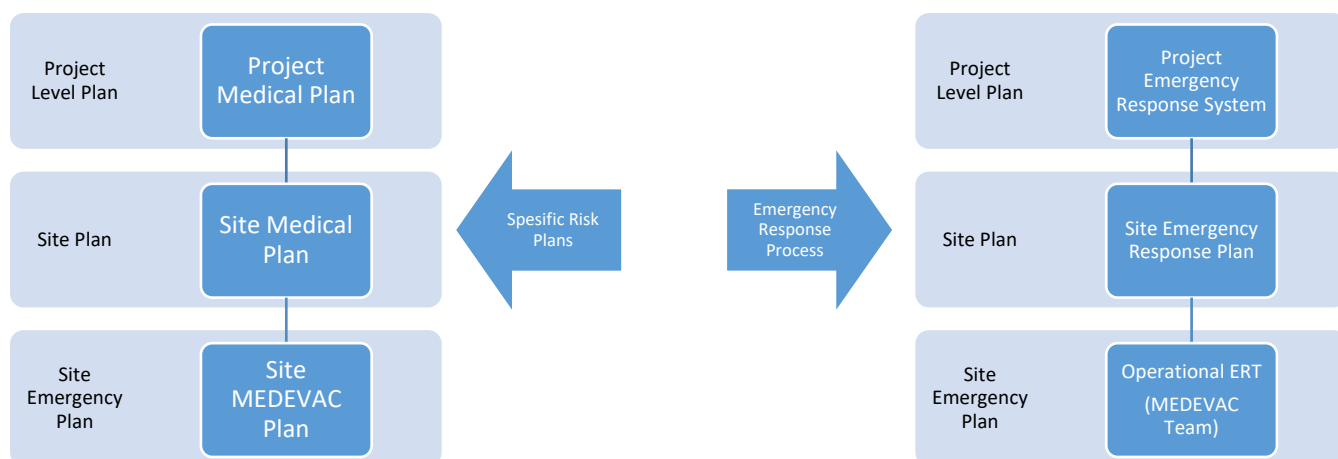 Project
Level Plan
Project
Medical Plan
Site Plan
Site Medical
Plan
Site
Emergency
Plan
Site
MEDEVAC
Plan
Spesific Risk
Plans
Emergency
Response
Process
Project
Level Plan
Project
Emergency
Response System
Site Plan
Site Emergency
Response Plan
Site
Emergency
Plan
Operational ERT
(MEDEVAC
Team)